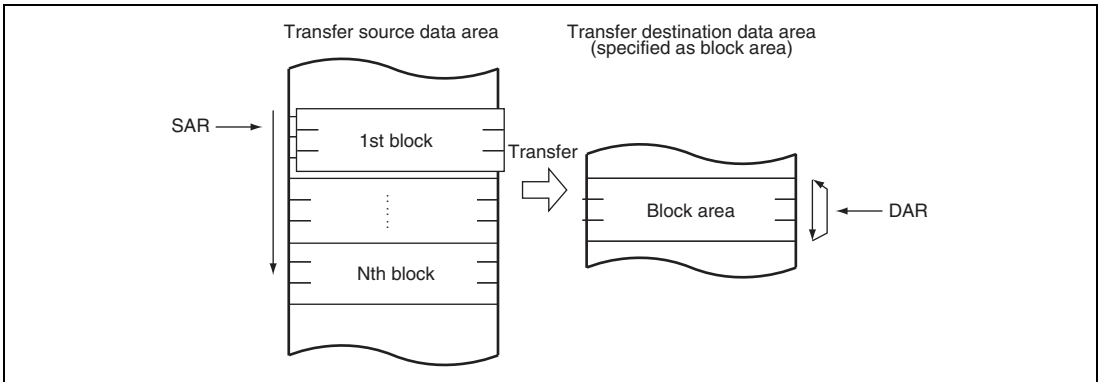 Transfer source data area
Transfer destination data area
(specified as block area)
SAR
1st block
Transfer
Block area
DAR
Nth block